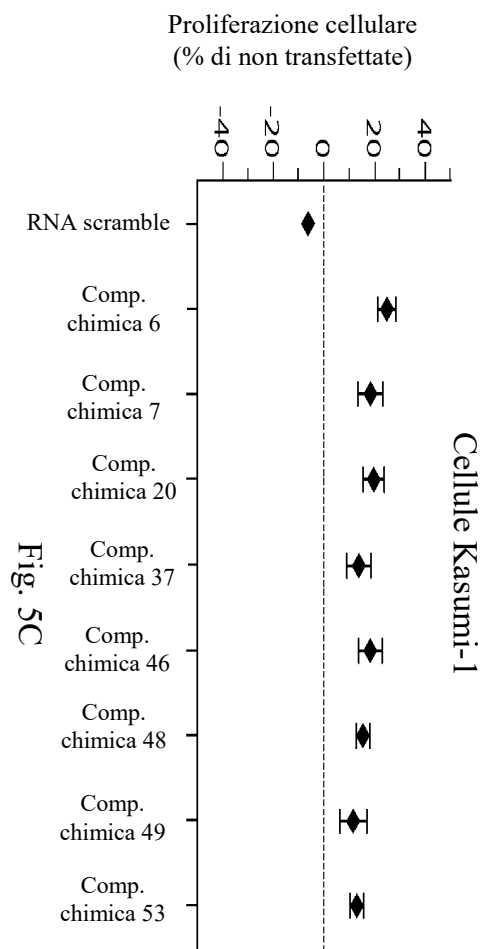 Proliferazione cellulare
(% di non transfettate)
-40
-20
0
20
40
RNA scramble
Comp.
chimica 6
Comp.
chimica 7
Comp.
chimica 20
Comp.
chimica 37
Comp.
chimica 46
Comp.
chimica 48
Comp.
chimica 49
Comp.
chimica 53
Cellule Kasumi-1
Fig. 5C